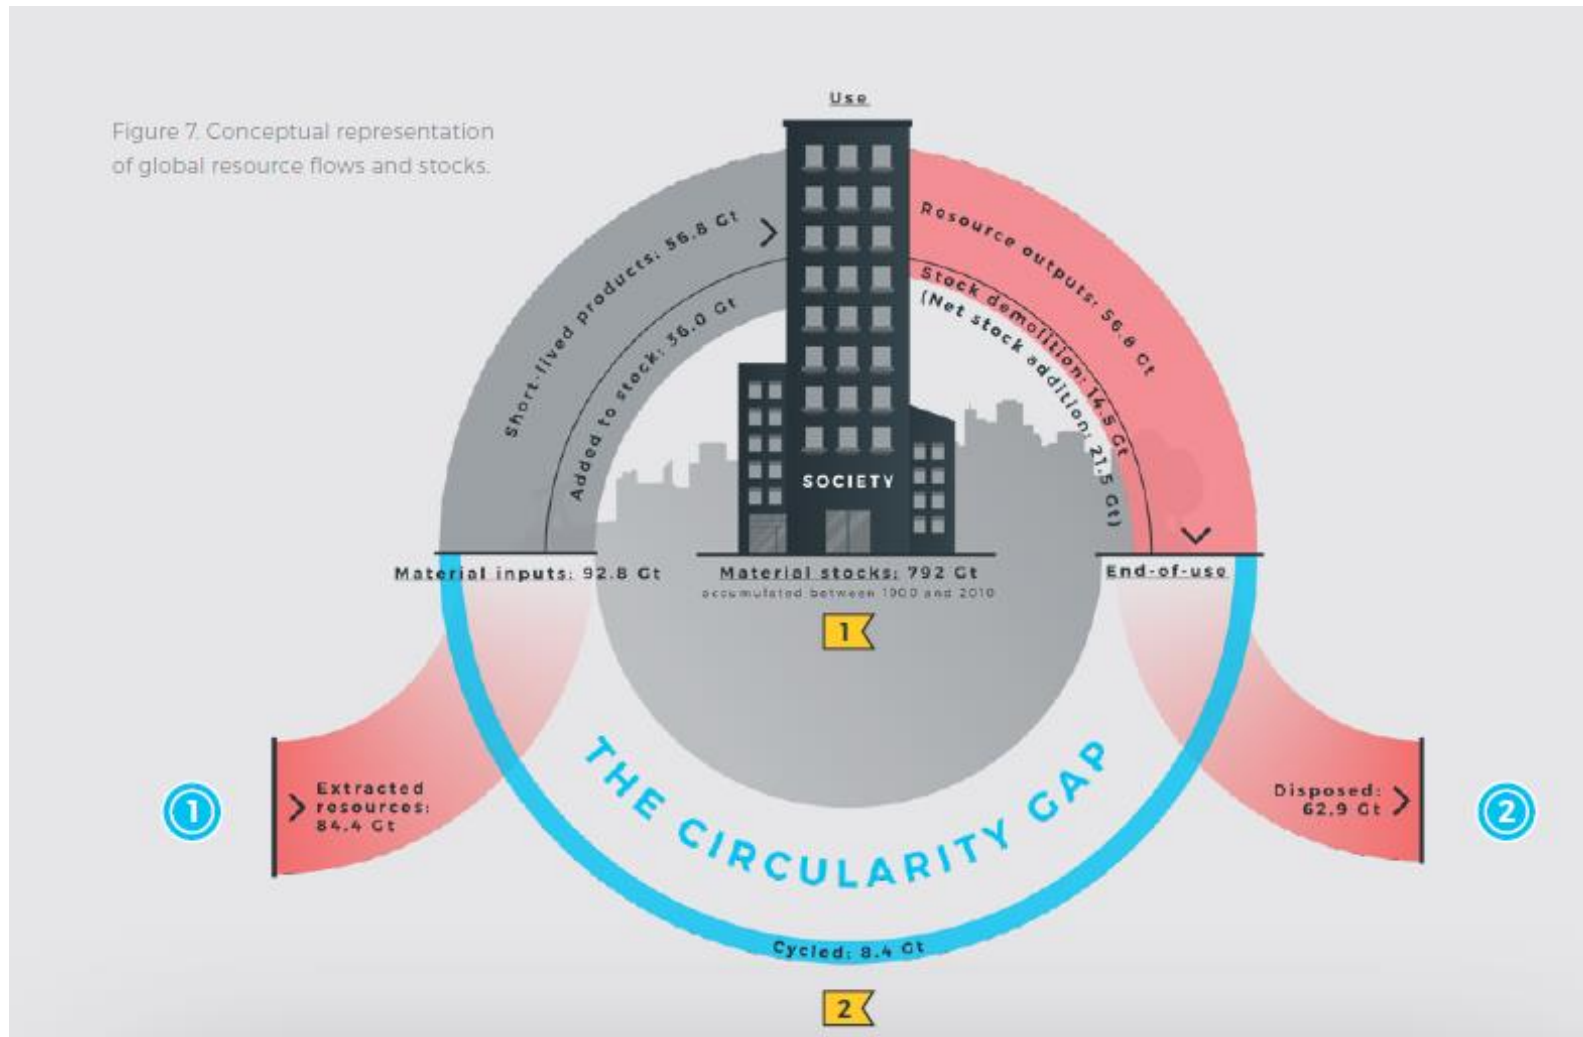 Figure 7. Conceptual representation
of global resource flows and stocks.
Use
Short-lived products: 56.8 Gt
Added to stock: 36.0 Gt
Resource outputs: 56.8 Gt
Stock demolition: 14.5 Gt
(Net stock addition: 21.5 Gt)
SOCIETY
Material inputs: 92.8 Gt
Material stocks: 792 Gt
accumulated between 1900 and 2010
End-of-use
1
1
Extracted
resources:
84.4 Gt
THE CIRCULARITY GAP
Disposed:
62.9 Gt
2
Cycled: 8.4 Gt
2